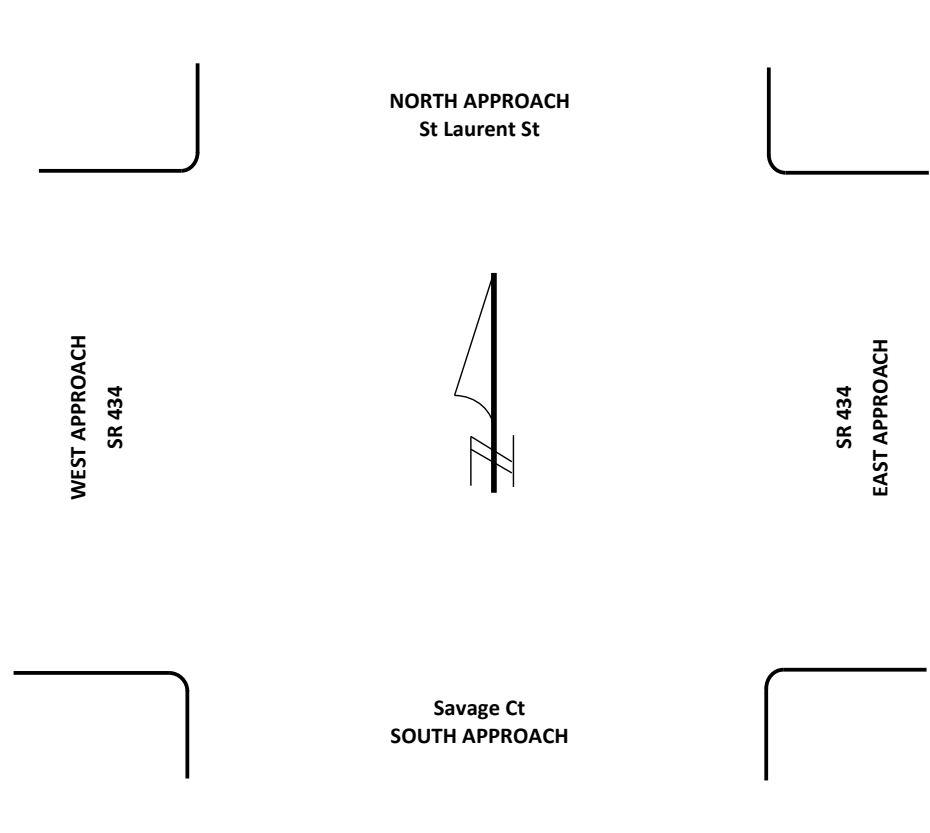 NORTH APPROACH
St Laurent St
WEST APPROACH
SR 434
SR 434
EAST APPROACH
N
Savage Ct
SOUTH APPROACH